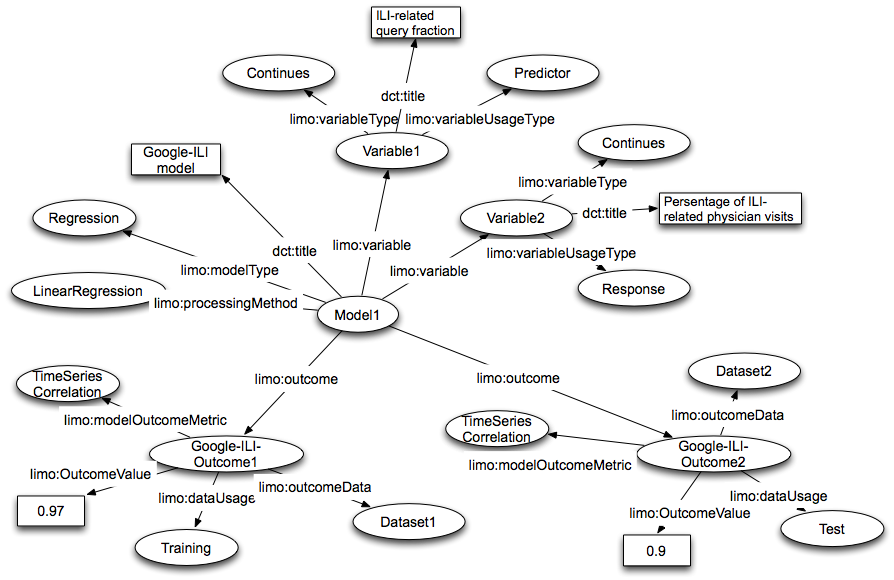 ILI-related
query fraction
Continues
Predictor
dct:title
limo:variableType
limo:variableUsageType
Variable1
Continues
Google-ILI
model
limo:variableType
Persentage of ILI-
related physician visits
Regression
Variable2
dct:title
dct:title
limo:variable
limo:variableUsageType
limo:modelType
limo:variable
LinearRegression
Response
limo:processingMethod
Model1
TimeSeries
Correlation
limo:outcome
limo:outcome
Dataset2
limo:modelOutcomeMetric
limo:outcomeData
TimeSeries
Correlation
Google-ILI-
Outcome1
Google-ILI-
Outcome2
limo:modelOutcomeMetric
limo:OutcomeValue
limo:outcomeData
limo:dataUsage
limo:dataUsage
0.97
limo:OutcomeValue
Dataset1
Test
Training
0.9